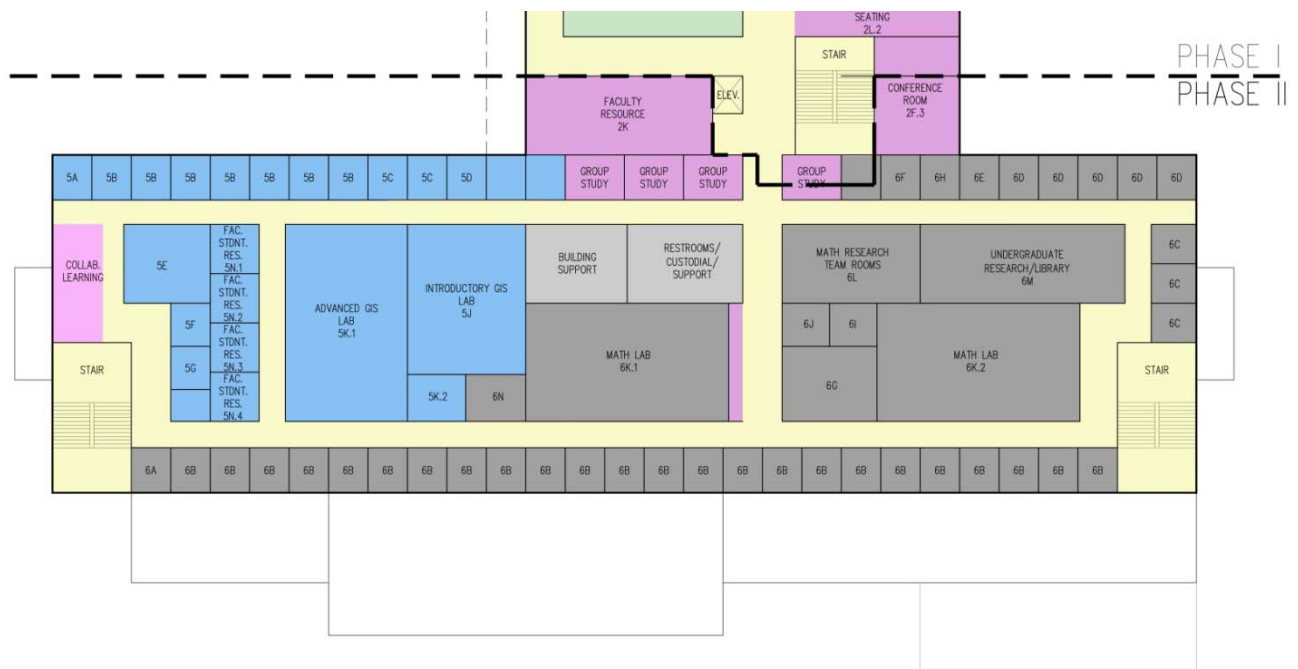 SEATING
2L.2
STAIR
PHASE I
PHASE II
ELEV.
FACULTY
RESOURCE
2K
CONFERENCE
ROOM
2F.3
5A 5B 5B 5B 5B 5B 5B 5B 5C 5C 5D
GROUP
STUDY
GROUP
STUDY
GROUP
STUDY
GROUP
STUDY
6F 6H 6E 6D 6D 6D 6D 6D
COLLAB.
LEARNING
5E
FAC.
STDNT.
RES.
5N.1
FAC.
STDNT.
RES.
5N.2
FAC.
STDNT.
RES.
5N.3
FAC.
STDNT.
RES.
5N.4
5F
5G
ADVANCED GIS
LAB
5K.1
INTRODUCTORY GIS
LAB
5J
5K.2
6N
BUILDING
SUPPORT
RESTROOMS/
CUSTODIAL/
SUPPORT
MATH LAB
6K.1
MATH RESEARCH
TEAM ROOMS
6L
UNDERGRADUATE
RESEARCH/LIBRARY
6M
6J
6I
6G
MATH LAB
6K.2
6C
6C
6C
STAIR
STAIR
6A 6B 6B 6B 6B 6B 6B 6B 6B 6B 6B 6B 6B 6B 6B 6B 6B 6B 6B 6B 6B 6B 6B 6B 6B